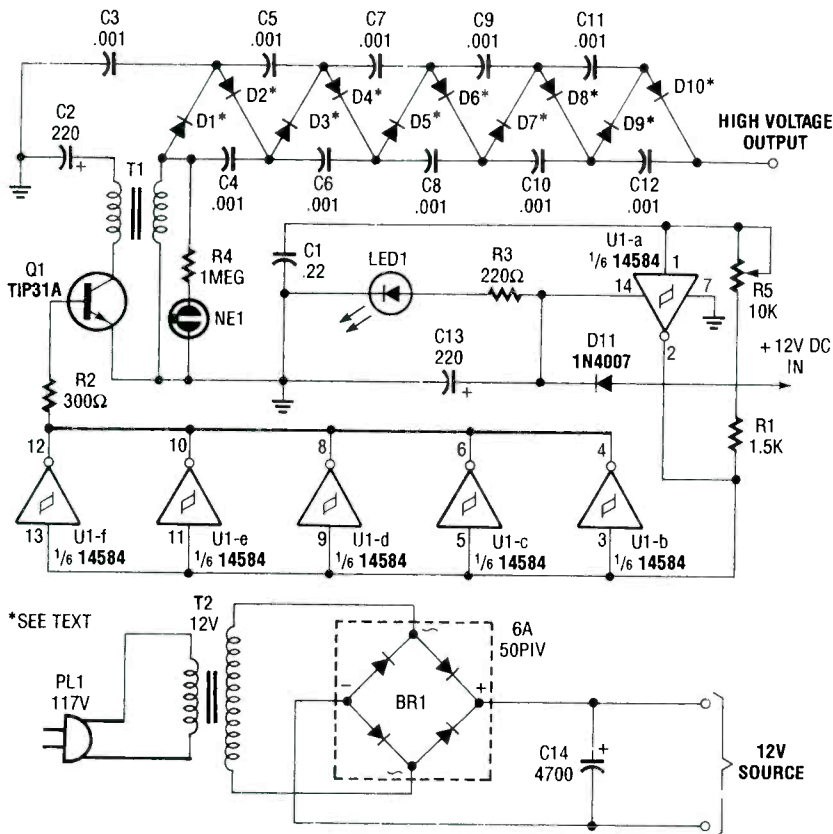 C3
.001
C5
.001
C7
.001
C9
.001
C11
.001
D1*
D2*
D3*
D4*
D5*
D6*
D7*
D8*
D9*
D10*
HIGH VOLTAGE
OUTPUT
C2
220
+
T1
C4
.001
C6
.001
C8
.001
C10
.001
C12
.001
R4
1MEG
NE1
Q1
TIP31A
R2
300Ω
C1
.22
LED1
R3
220Ω
U1-a
1/6 14584
1
14
7
2
R5
10K
C13
220
+
D11
1N4007
+12V DC
IN
R1
1.5K
12
10
8
6
4
13
U1-f
1/6 14584
11
U1-e
1/6 14584
9
U1-d
1/6 14584
5
U1-c
1/6 14584
3
U1-b
1/6 14584
*SEE TEXT
T2
12V
PL1
117V
6A
50PIV
~
-
BR1
+
~
C14
4700
+
12V
SOURCE